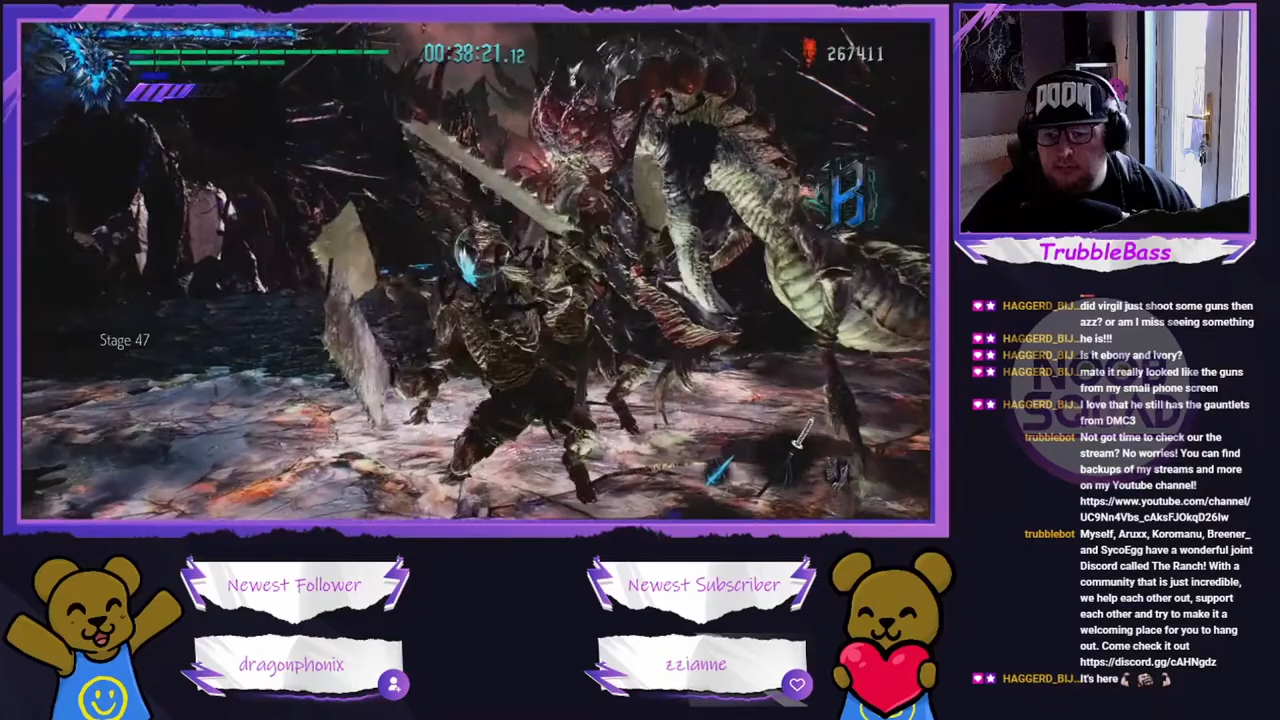 00:38:21.12
267411
Stage 47
DOOM
TrubbleBass
HAGGERD_BIJ...did virgil just shoot some guns then
azz? or am I miss seeing something
HAGGERD_BIJ...he is!!!
HAGGERD_BIJ...is it ebony and ivory?
HAGGERD_BIJ...mate it really looked like the guns
from my small phone screen
HAGGERD_BIJ...I love that he still has the gauntlets
from DMC3
trubblebot Not got time to check our the
stream? No worries! You can find
backups of my streams and more
on my Youtube channel!
https://www.youtube.com/channel/
UC9Nn4Vbs_cAksFJOkqD26Iw
trubblebot Myself, Aruxx, Koromanu, Breener_
and SycoEgg have a wonderful joint
Discord called The Ranch! With a
community that is just incredible,
we help each other out, support
each other and try to make it a
welcoming place for you to hang
out. Come check it out
https://discord.gg/cAHNgdz
HAGGERD_BIJ...It's here
Newest Follower
dragonphonix
Newest Subscriber
zzianne